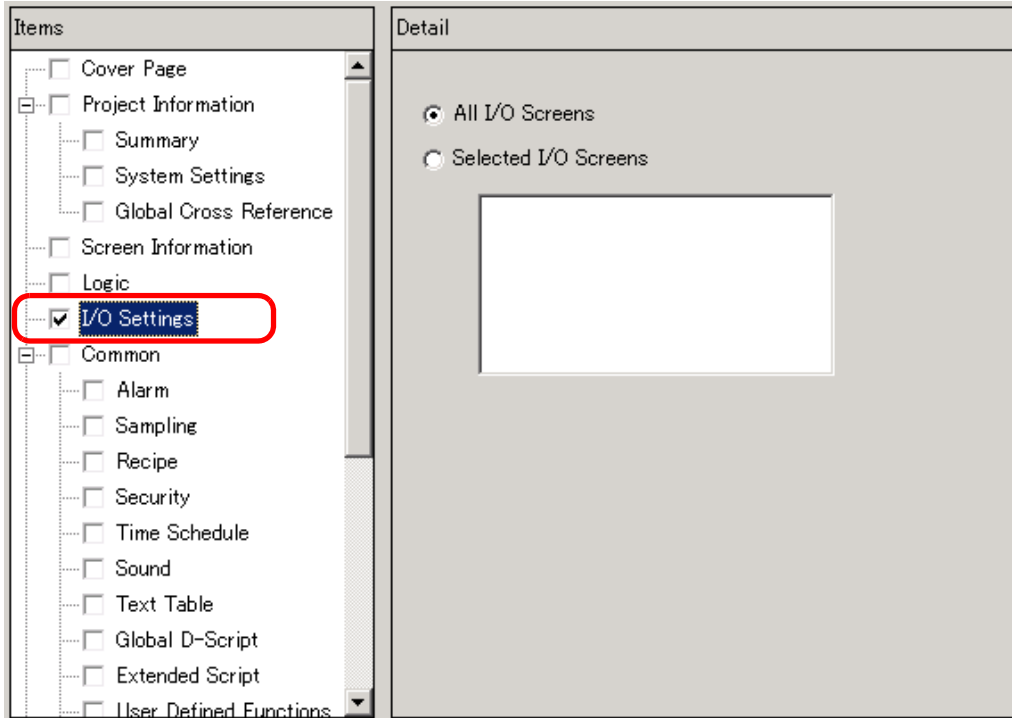 Items
Cover Page
Project Information
Summary
System Settings
Global Cross Reference
Screen Information
Logic
I/O Settings
Common
Alarm
Sampling
Recipe
Security
Time Schedule
Sound
Text Table
Global D-Script
Extended Script
User Defined Functions
Detail
All I/O Screens
Selected I/O Screens